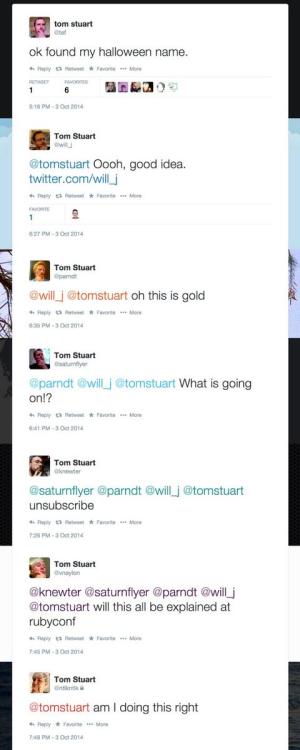 tom stuart
@tef
ok found my halloween name.
Reply Retweet Favorite More
RETWEET FAVORITES
1 6
5:16 PM - 3 Oct 2014
Tom Stuart
@will_j
@tomstuart Oooh, good idea.
twitter.com/will_j
Reply Retweet Favorite More
FAVORITE
1
6:27 PM - 3 Oct 2014
Tom Stuart
@parndt
@will_j @tomstuart oh this is gold
Reply Retweet Favorite More
6:35 PM - 3 Oct 2014
Tom Stuart
@saturnflyer
@parndt @will_j @tomstuart What is going
on!?
Reply Retweet Favorite More
6:41 PM - 3 Oct 2014
Tom Stuart
@knewter
@saturnflyer @parndt @will_j @tomstuart
unsubscribe
Reply Retweet Favorite More
7:26 PM - 3 Oct 2014
Tom Stuart
@vnaylon
@knewter @saturnflyer @parndt @will_j
@tomstuart will this all be explained at
rubyconf
Reply Retweet Favorite More
7:45 PM - 3 Oct 2014
Tom Stuart
@tomstuart am I doing this right
Reply Favorite More
7:48 PM - 3 Oct 2014